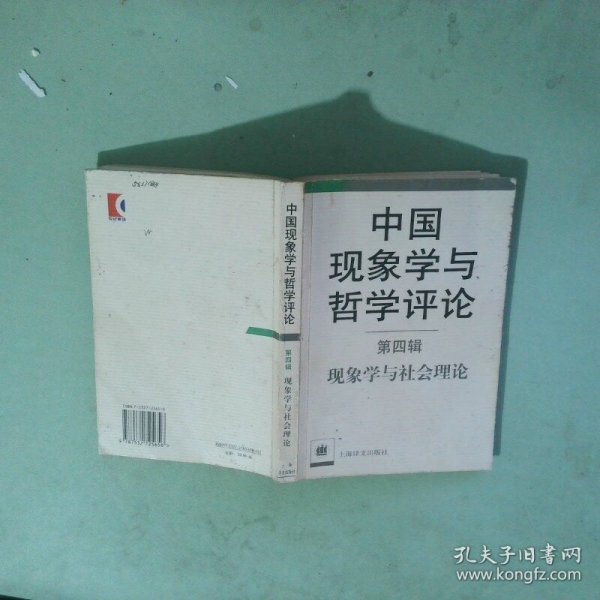 中国
现象学与
哲学评论
第四辑
现象学与社会理论
上海译文出版社
中国现象学与哲学评论
第四辑
现象学与社会理论
孔夫子旧书网
www.kongfz.com